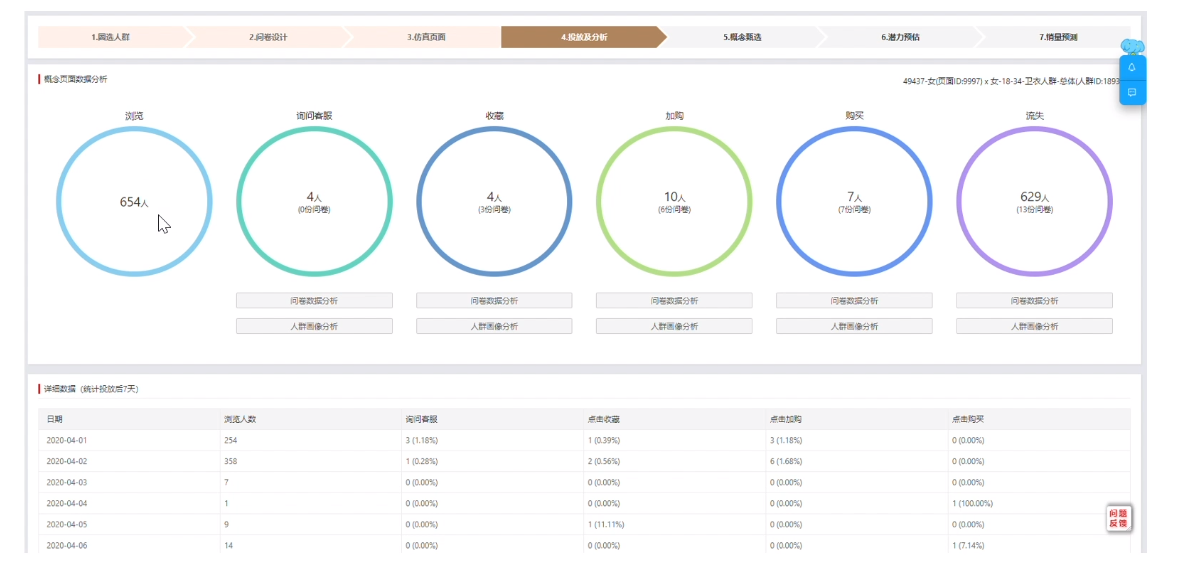 1.圈选人群 2.问卷设计 3.仿真页面 4.投放及分析 5.概念甄选 6.潜力预估 7.销量预测
概念页面数据分析 49437-女(页面ID:9997) x 女-18-34-卫衣人群-总体(人群ID:1893
浏览 询问客服 收藏 加购 购买 流失
654人 4人 4人 10人 7人 629人
(0份问卷) (3份问卷) (6份问卷) (7份问卷) (13份问卷)
问卷数据分析 问卷数据分析 问卷数据分析 问卷数据分析 问卷数据分析
人群画像分析 人群画像分析 人群画像分析 人群画像分析 人群画像分析
详细数据（统计投放后7天）
日期 浏览人数 询问客服 点击收藏 点击加购 点击购买
2020-04-01 254 3 (1.18%) 1 (0.39%) 3 (1.18%) 0 (0.00%)
2020-04-02 358 1 (0.28%) 2 (0.56%) 6 (1.68%) 0 (0.00%)
2020-04-03 7 0 (0.00%) 0 (0.00%) 0 (0.00%) 0 (0.00%)
2020-04-04 1 0 (0.00%) 0 (0.00%) 0 (0.00%) 1 (100.00%)
2020-04-05 9 0 (0.00%) 1 (11.11%) 0 (0.00%) 0 (0.00%)
2020-04-06 14 0 (0.00%) 0 (0.00%) 0 (0.00%) 1 (7.14%)
问题
反馈